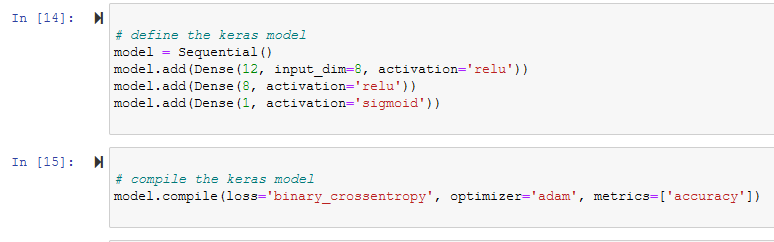 In [14]:
# define the keras model
model = Sequential()
model.add(Dense(12, input_dim=8, activation='relu'))
model.add(Dense(8, activation='relu'))
model.add(Dense(1, activation='sigmoid'))
In [15]:
# compile the keras model
model.compile(loss='binary_crossentropy', optimizer='adam', metrics=['accuracy'])